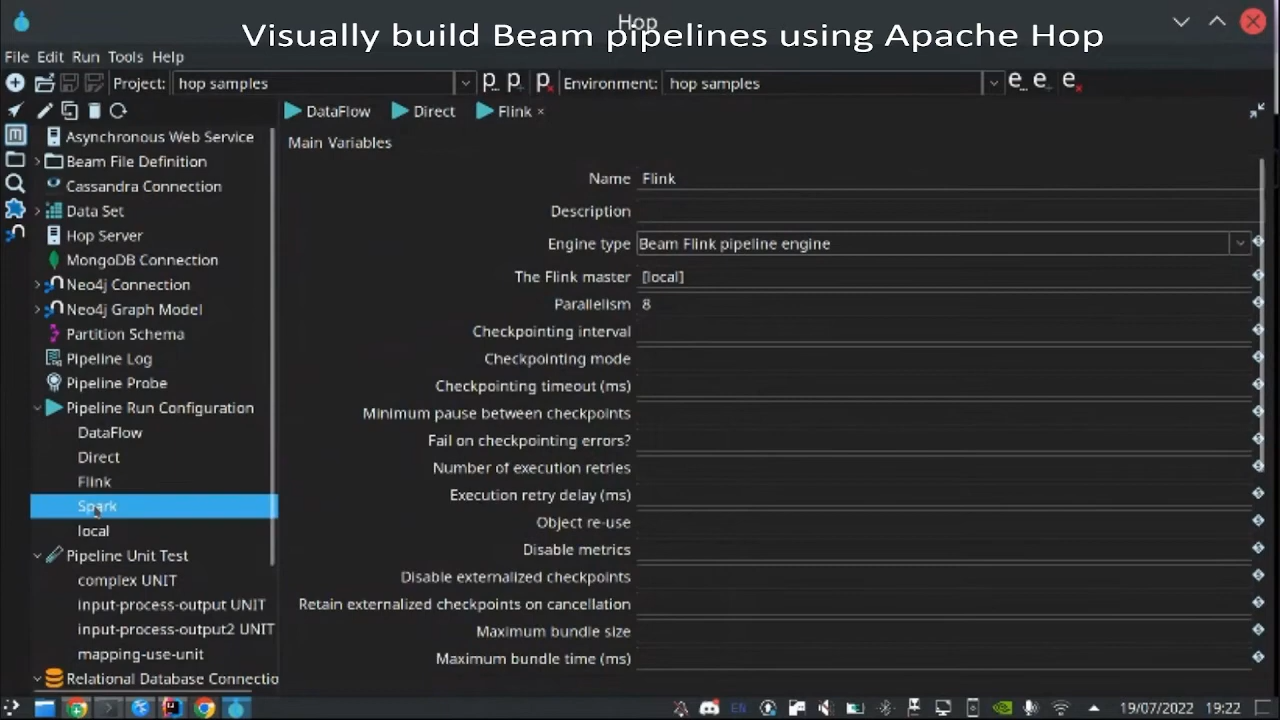 Hop
Visually build Beam pipelines using Apache Hop
File Edit Run Tools Help
Project: hop samples Environment: hop samples
DataFlow Direct Flink
Asynchronous Web Service
Beam File Definition
Cassandra Connection
Data Set
Hop Server
MongoDB Connection
Neo4j Connection
Neo4j Graph Model
Partition Schema
Pipeline Log
Pipeline Probe
Pipeline Run Configuration
DataFlow
Direct
Flink
Spark
local
Pipeline Unit Test
complex UNIT
input-process-output UNIT
input-process-output2 UNIT
mapping-use-unit
Relational Database Connectio
Main Variables
Name Flink
Description
Engine type Beam Flink pipeline engine
The Flink master [local]
Parallelism 8
Checkpointing interval
Checkpointing mode
Checkpointing timeout (ms)
Minimum pause between checkpoints
Fail on checkpointing errors?
Number of execution retries
Execution retry delay (ms)
Object re-use
Disable metrics
Disable externalized checkpoints
Retain externalized checkpoints on cancellation
Maximum bundle size
Maximum bundle time (ms)
EN 19/07/2022 19:22